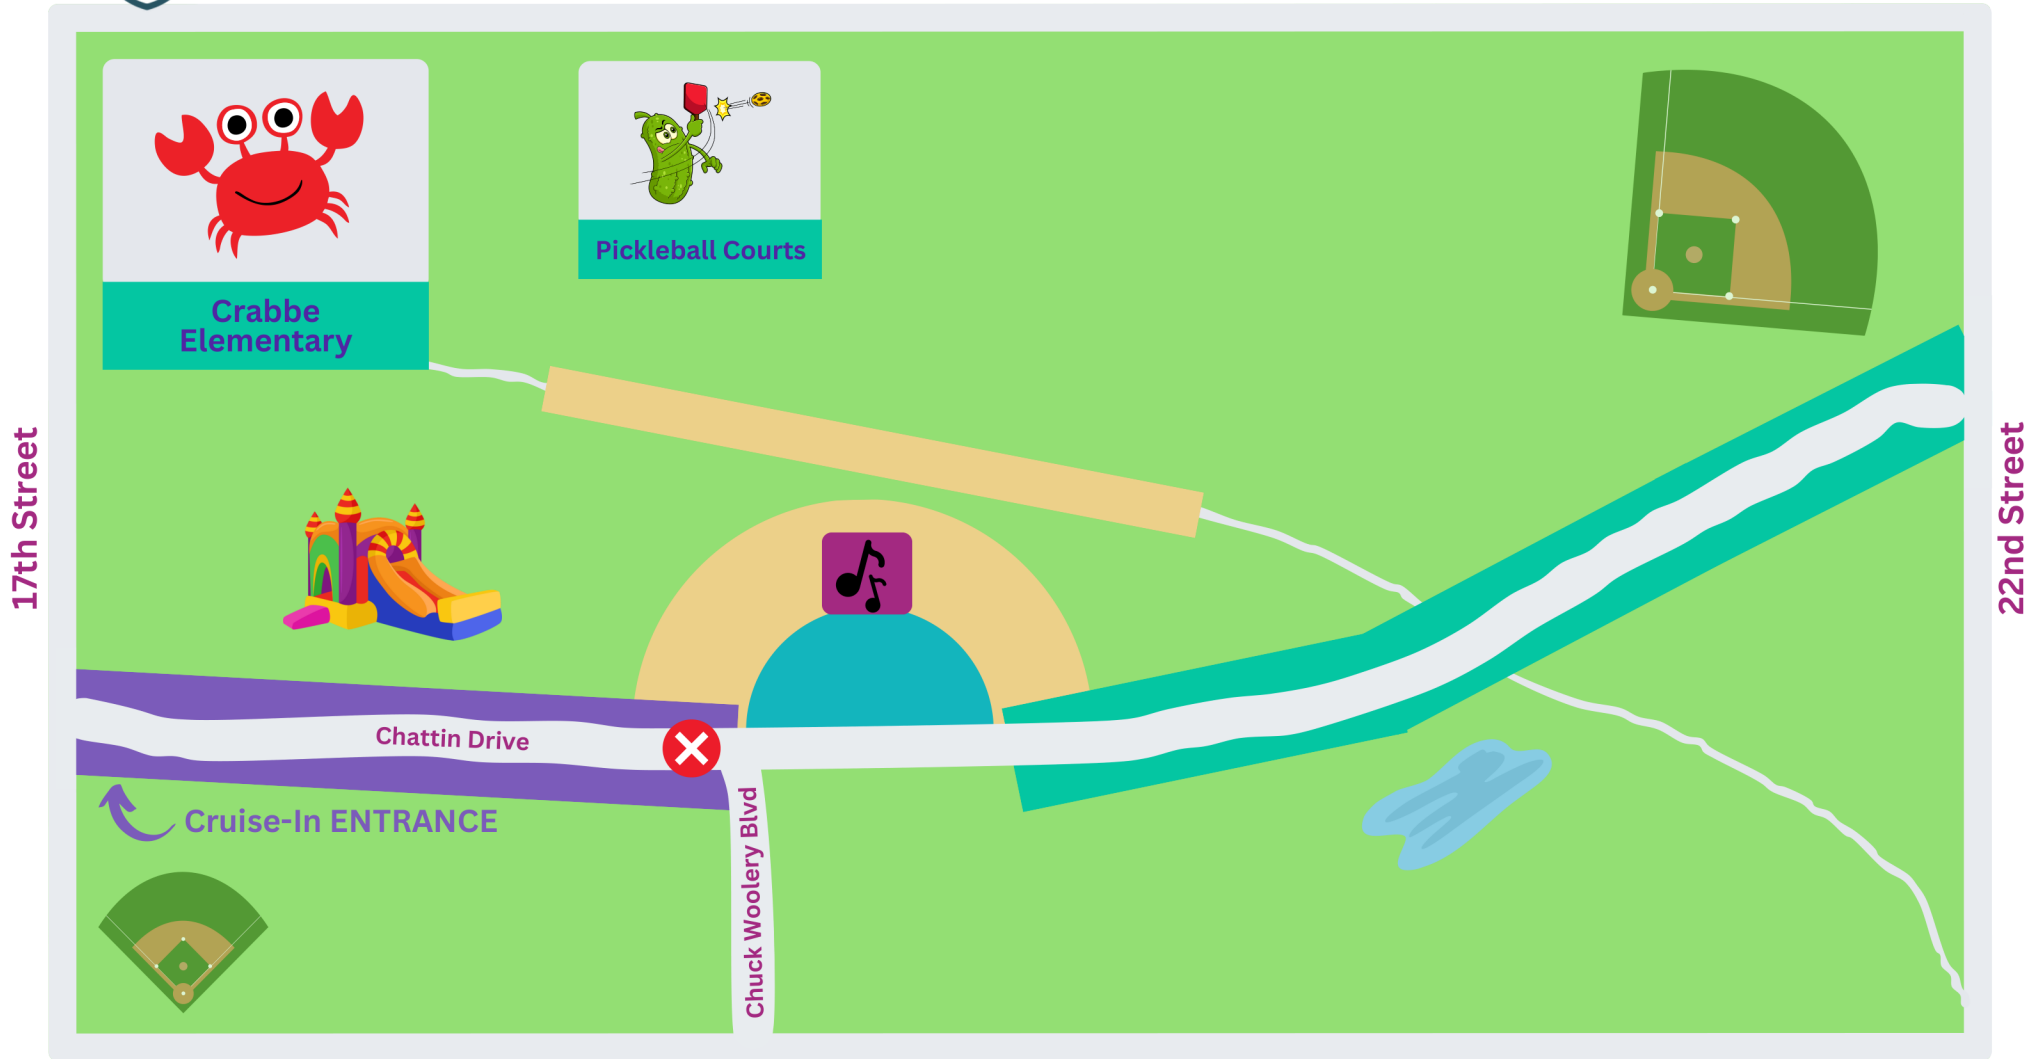 Crabbe
Elementary
Pickleball Courts
17th Street
22nd Street
Chattin Drive
Cruise-In ENTRANCE
Chuck Woolery Blvd